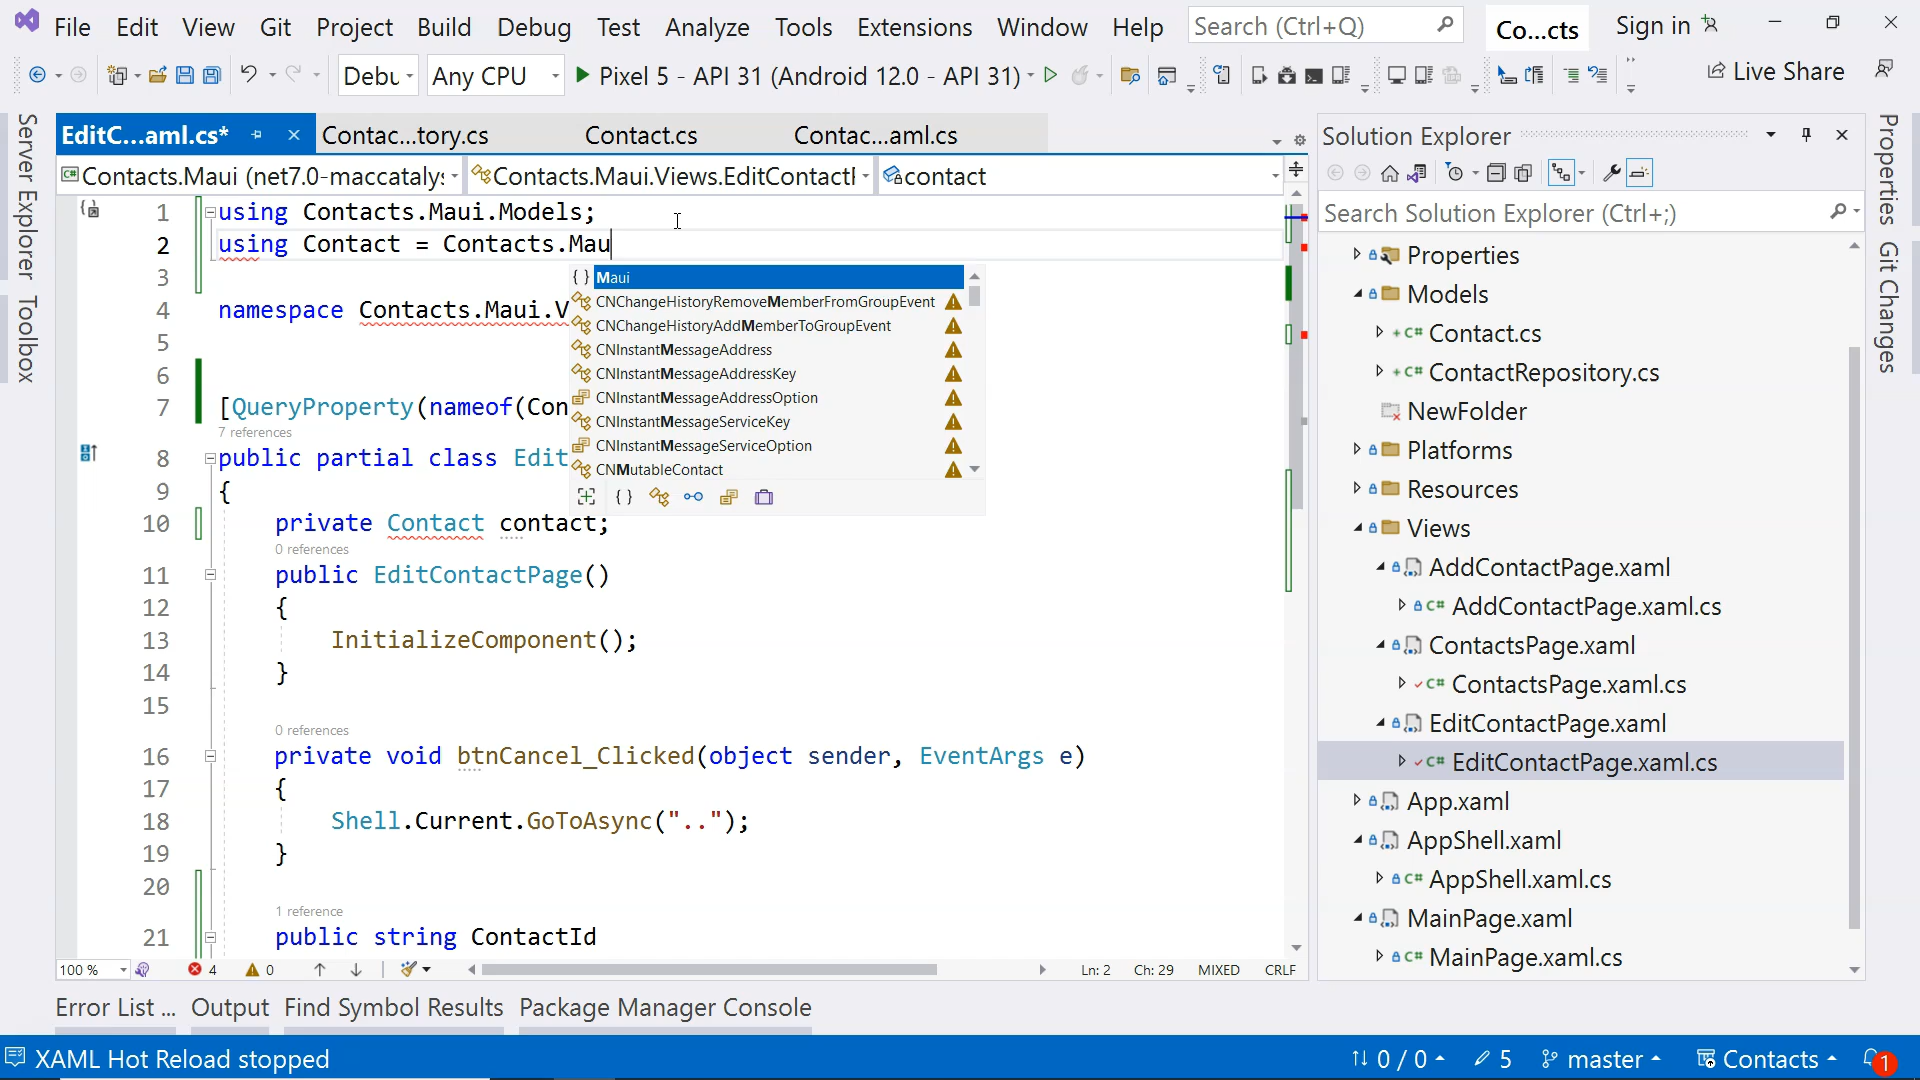 File Edit View Git Project Build Debug Test Analyze Tools Extensions Window Help Search (Ctrl+Q) Co...cts Sign in
Debu Any CPU Pixel 5 - API 31 (Android 12.0 - API 31) Live Share
Server Explorer
Toolbox
EditC...aml.cs* Contac...tory.cs Contact.cs Contac...aml.cs
Contacts.Maui (net7.0-maccataly Contacts.Maui.Views.EditContact contact
1 using Contacts.Maui.Models;
2 using Contact = Contacts.Mau
3
4 namespace Contacts.Maui.V
5
6
7 [QueryProperty(nameof(Con
7 references
8 public partial class Edit
9 {
10 private Contact contact;
0 references
11 public EditContactPage()
12 {
13 InitializeComponent();
14 }
15
0 references
16 private void btnCancel_Clicked(object sender, EventArgs e)
17 {
18 Shell.Current.GoToAsync("..");
19 }
20
1 reference
21 public string ContactId
{ } Maui
CNChangeHistoryRemoveMemberFromGroupEvent
CNChangeHistoryAddMemberToGroupEvent
CNInstantMessageAddress
CNInstantMessageAddressKey
CNInstantMessageAddressOption
CNInstantMessageServiceKey
CNInstantMessageServiceOption
CNMutableContact
{ }
100 % 4 0 Ln: 2 Ch: 29 MIXED CRLF
Solution Explorer
Search Solution Explorer (Ctrl+;)
Properties
Models
C# Contact.cs
C# ContactRepository.cs
NewFolder
Platforms
Resources
Views
AddContactPage.xaml
C# AddContactPage.xaml.cs
ContactsPage.xaml
C# ContactsPage.xaml.cs
EditContactPage.xaml
C# EditContactPage.xaml.cs
App.xaml
AppShell.xaml
C# AppShell.xaml.cs
MainPage.xaml
C# MainPage.xaml.cs
Properties
Git Changes
Error List ... Output Find Symbol Results Package Manager Console
XAML Hot Reload stopped 0 / 0 5 master Contacts 1